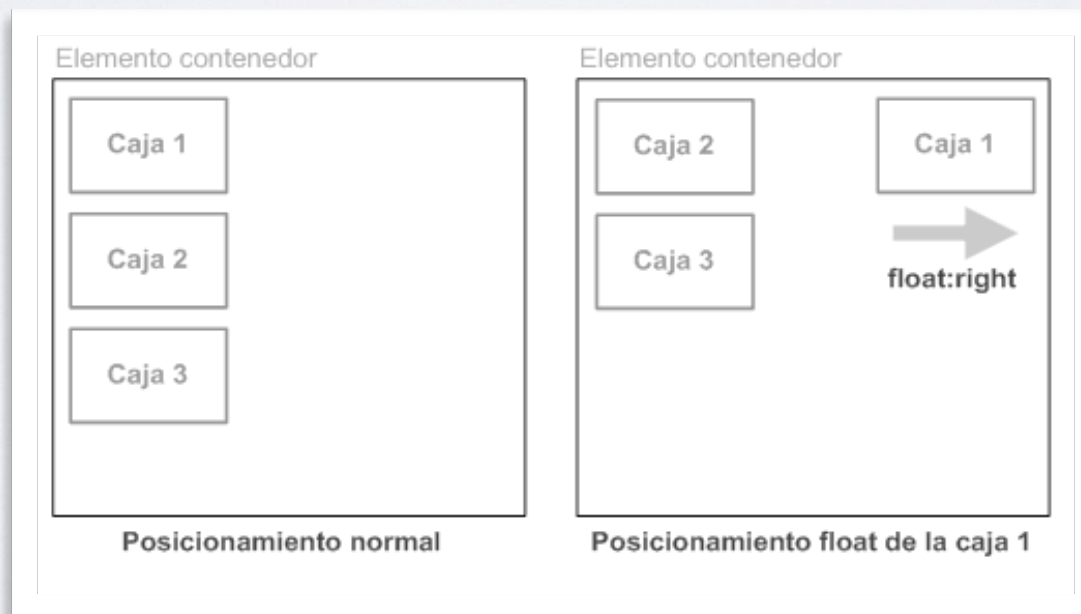 Elemento contenedor
Caja 1
Caja 2
Caja 3
Posicionamiento normal
Elemento contenedor
Caja 2
Caja 1
Caja 3
float:right
Posicionamiento float de la caja 1